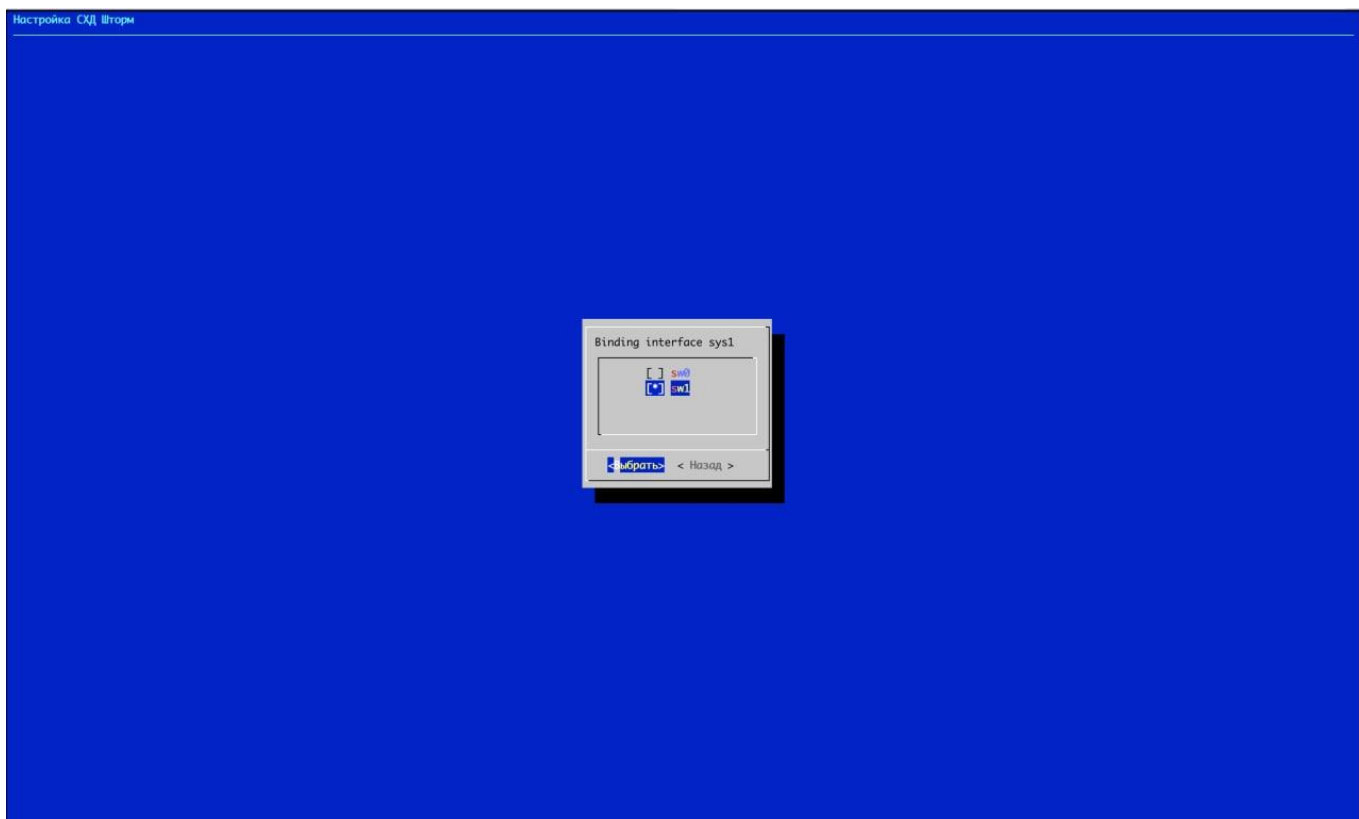 Настройка СХД Шторм
Binding interface sys1
[ ] sw0
[*] sw1
<Выбрать> < Назад >